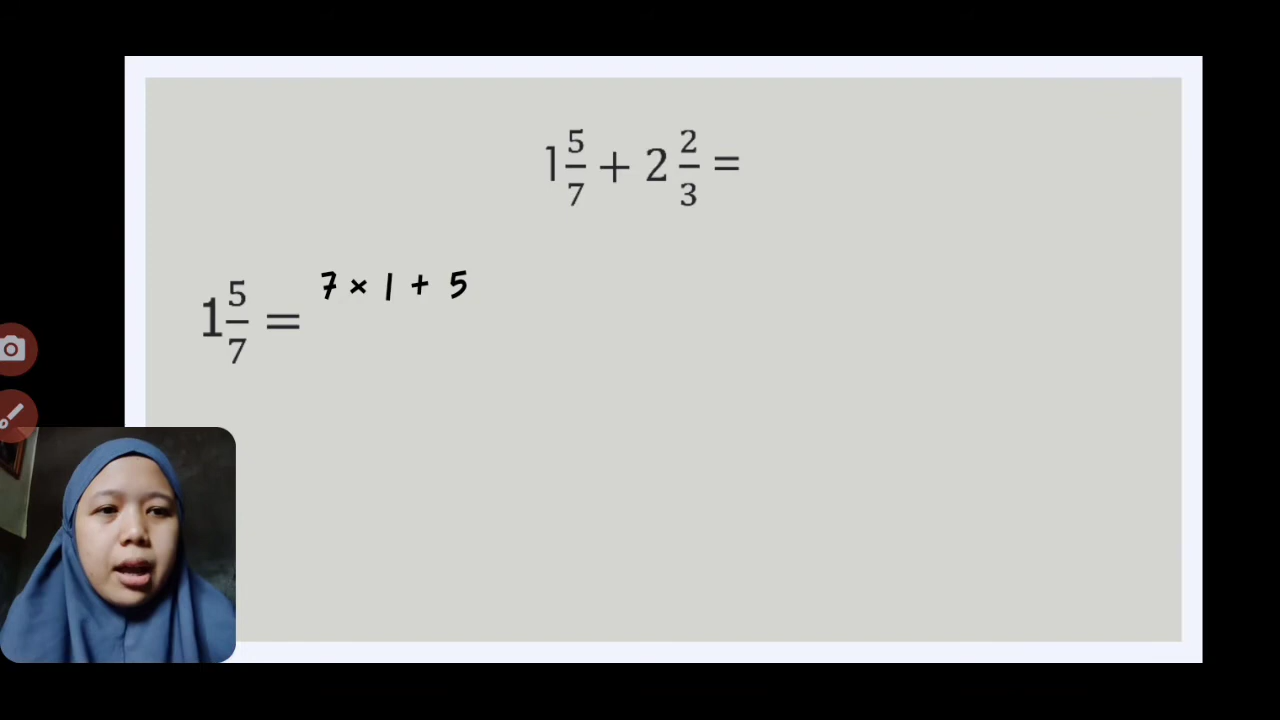 1 5/7 + 2 2/3 =
1 5/7 = 7 × 1 + 5